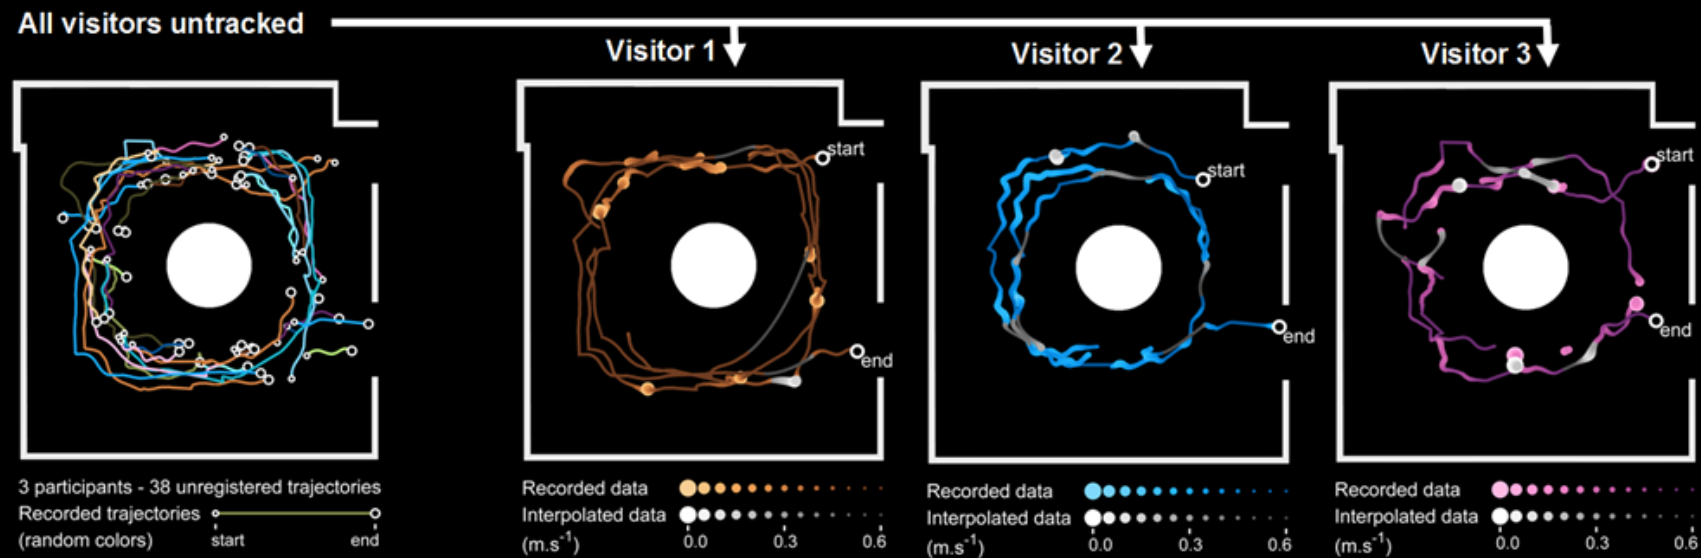 All visitors untracked
Visitor 1
Visitor 2
Visitor 3
start
end
start
end
start
end
3 participants - 38 unregistered trajectories
Recorded trajectories
(random colors)
start
end
Recorded data
Interpolated data
(m.s⁻¹)
0.0
0.3
0.6
Recorded data
Interpolated data
(m.s⁻¹)
0.0
0.3
0.6
Recorded data
Interpolated data
(m.s⁻¹)
0.0
0.3
0.6